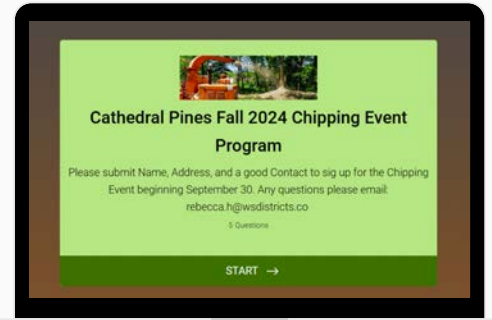 Cathedral Pines Fall 2024 Chipping Event
Program
Please submit Name, Address, and a good Contact to sig up for the Chipping
Event beginning September 30. Any questions please email:
rebecca.h@wsdistricts.co
5 Questions
START →